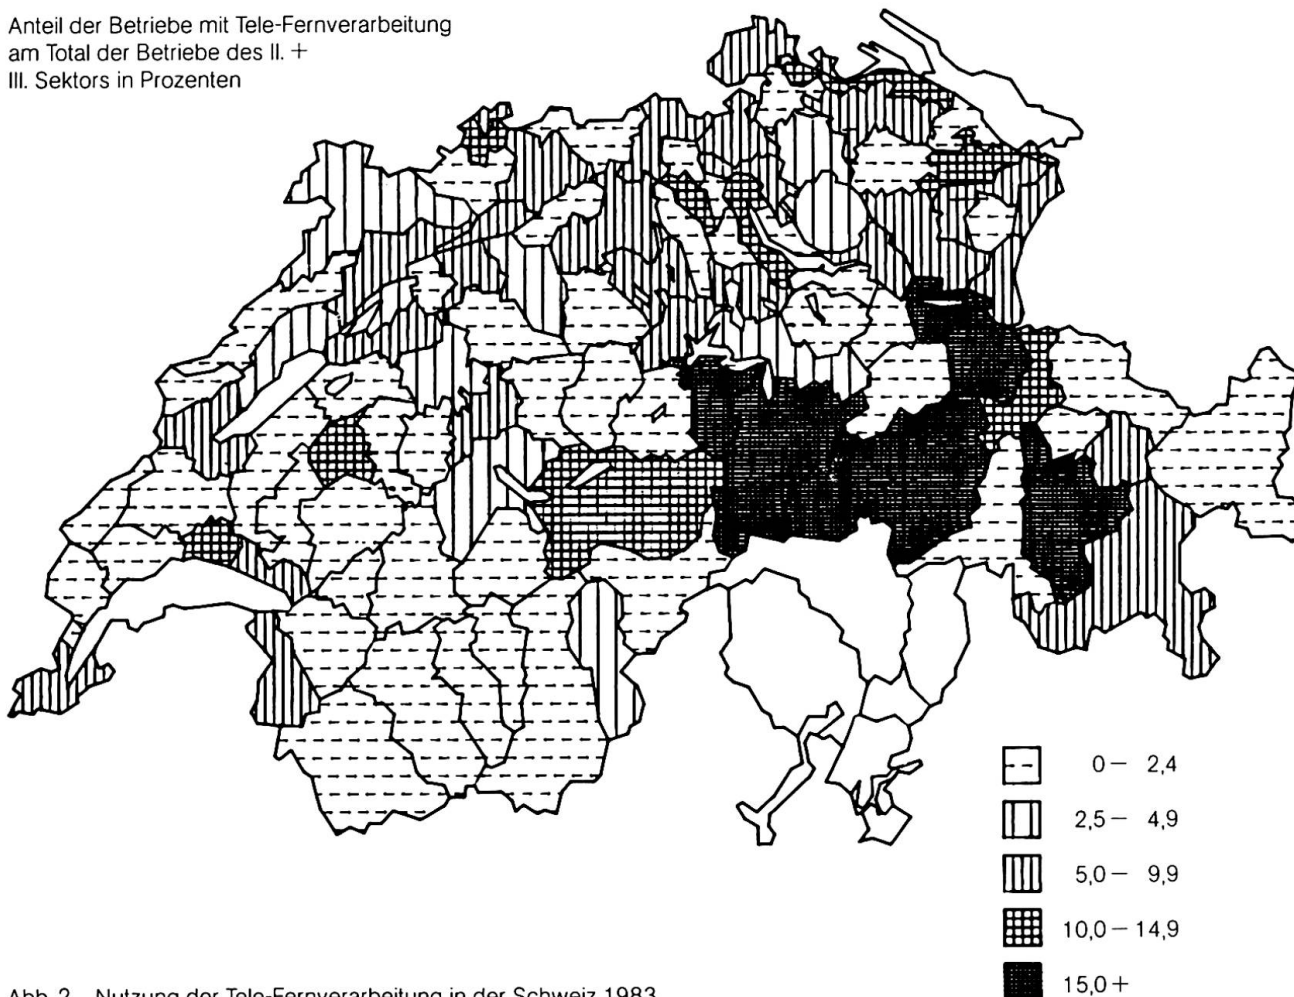 Anteil der Betriebe mit Tele-Fernverarbeitung
am Total der Betriebe des II. +
III. Sektors in Prozenten
0 – 2,4
2,5 – 4,9
5,0 – 9,9
10,0 – 14,9
15,0 +
Abb. 2 Nutzung der Tele-Fernverarbeitung in der Schweiz 1983